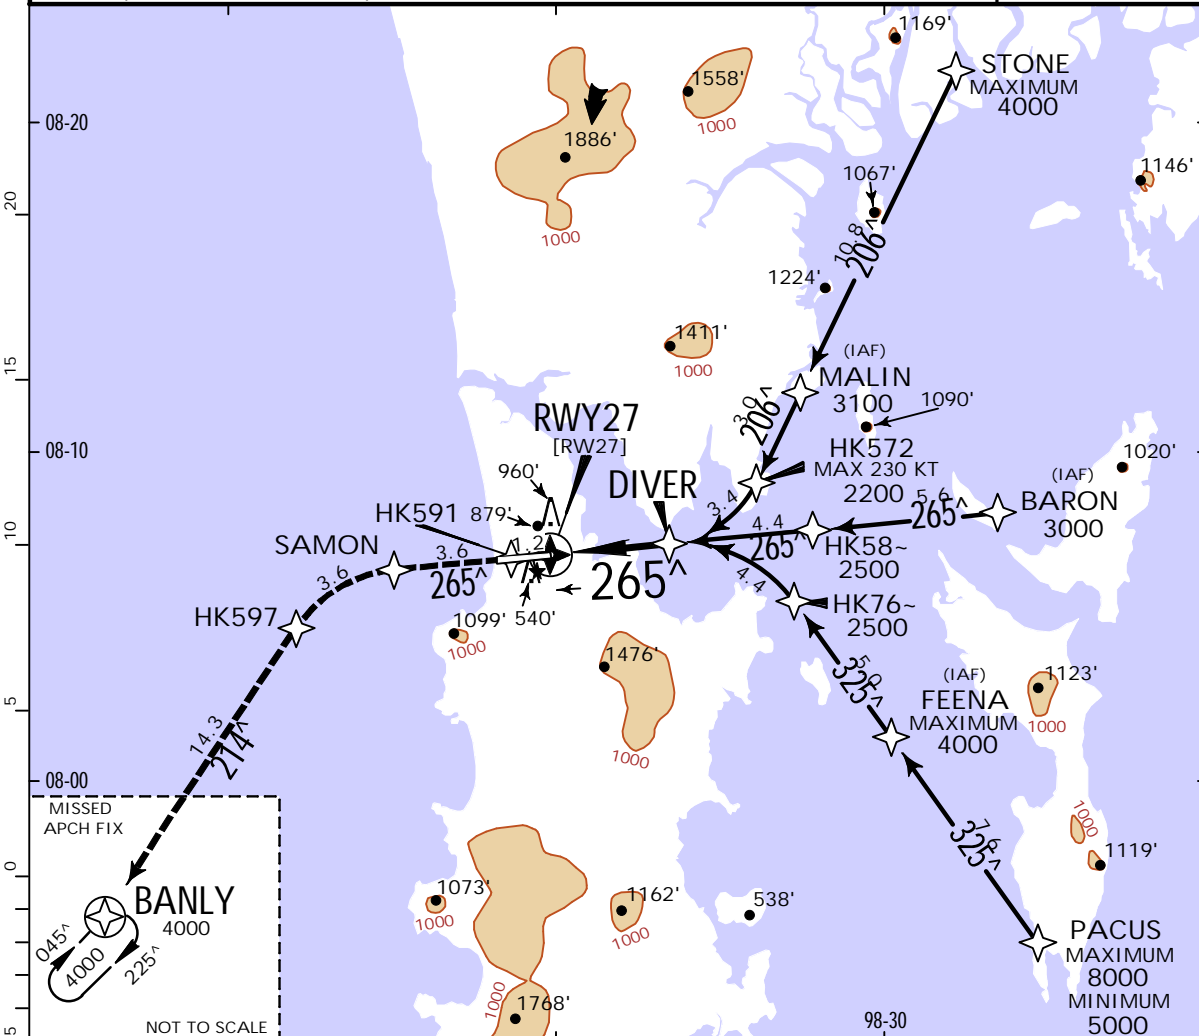 1169'
STONE
MAXIMUM
4000
1558'
1000
08-20
1886'
1146'
1067'
20
1000
10.8
206^
1224'
1411'
1000
15
(IAF)
MALIN
3100
1090'
3.0
206^
RWY27
[RW27]
HK572
MAX 230 KT
2200
08-10
960'
DIVER
1020'
(IAF)
BARON
3000
5.6
265^
HK591
879'
3.4
4.4
265^
HK58~
2500
10
SAMON
3.6
265^
1.2
265^
4.4
HK76~
2500
3.6
HK597
540'
1099'
1000
1476'
1000
5.0
325^
(IAF)
FEENA
MAXIMUM
4000
1123'
1000
5
14.3
214^
08-00
MISSED
APCH FIX
1000
7.6
325^
1119'
0
BANLY
4000
045^
4000
225^
1073'
1000
1162'
1000
538'
PACUS
MAXIMUM
8000
MINIMUM
5000
1000
1768'
NOT TO SCALE
98-30
5